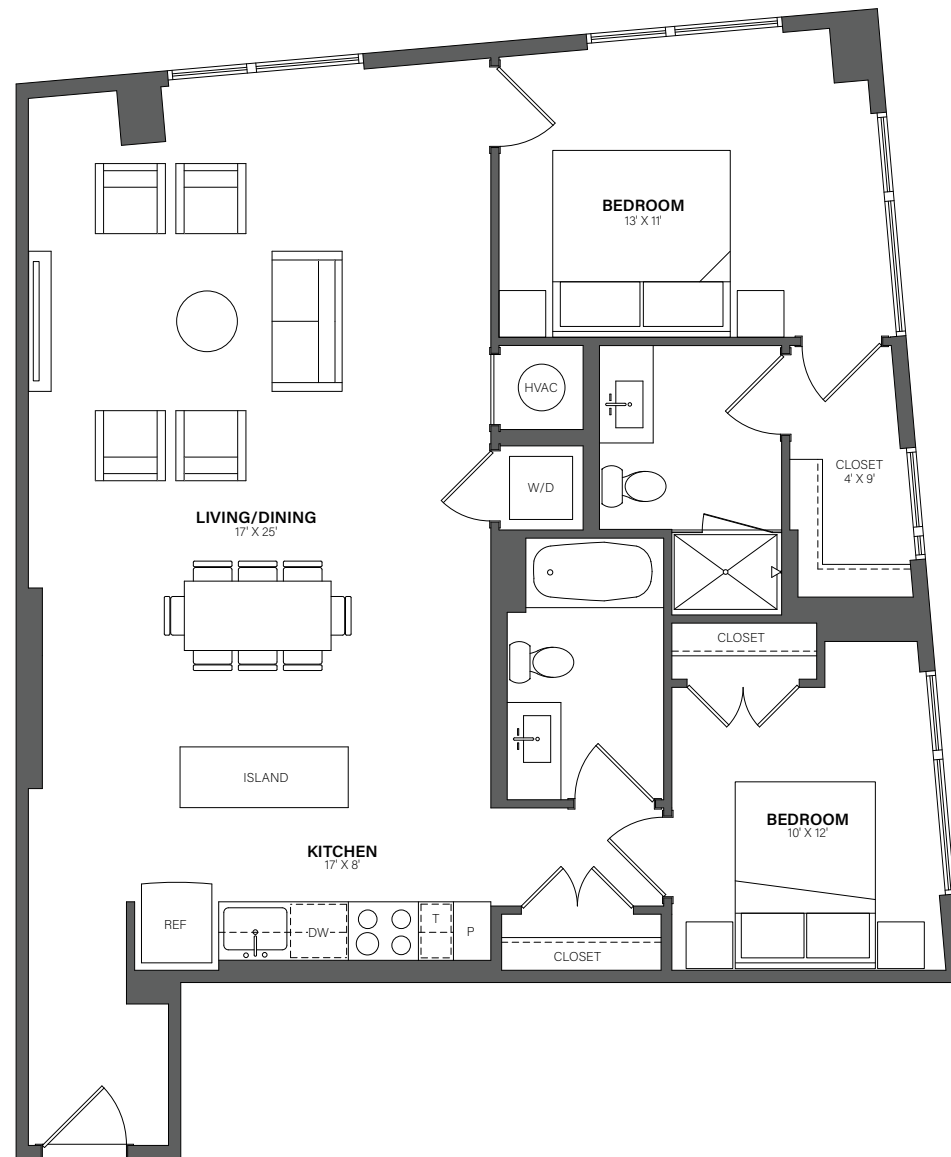 BEDROOM
13' X 11'
HVAC
W/D
CLOSET
4' X 9'
LIVING/DINING
17' X 25'
CLOSET
ISLAND
BEDROOM
10' X 12'
KITCHEN
17' X 8'
REF
DW
T
P
CLOSET